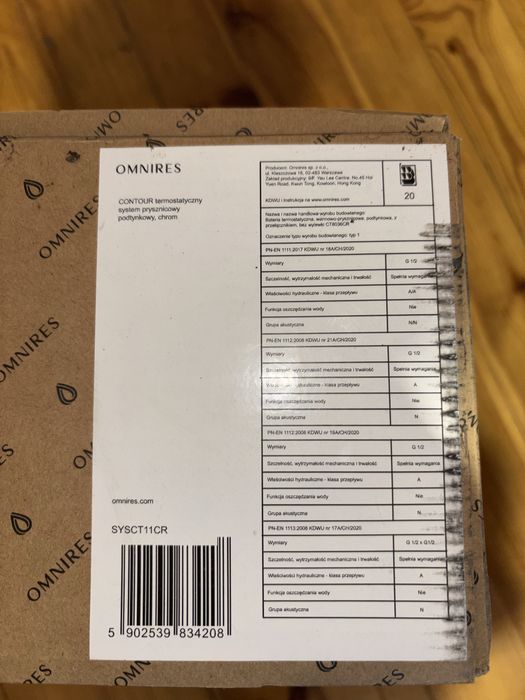 OMNIRES
CONTOUR termostatyczny
system prysznicowy
podtynkowy, chrom
omnires.com
SYSCT11CR
5 902539 834208
Producent: Omnires sp. z o.o.,
ul. Kleszczowa 16, 02-485 Warszawa
Zakład produkcyjny: 8/F. Yau Lee Centre. No.45 Hoi
Yuen Road, Kwun Tong, Kowloon, Hong Kong
KDWU i instrukcja na www.omnires.com
B
20
Nazwa i nazwa handlowa wyrobu budowlanego:
Bateria termostatyczna, wannowo-prysznicowa, podtynkowa, z
przełącznikiem, bez wylewki CT8036CR
Oznaczenie typu wyrobu budowlanego: typ 1
PN-EN 1111:2017 KDWU nr 18A/CH/2020
Wymiary G 1/2
Szczelność, wytrzymałość mechaniczna i trwałość Spełnia wymagania
Właściwości hydrauliczne - klasa przepływu A/A
Funkcja oszczędzania wody Nie
Grupa akustyczna N/N
PN-EN 1112:2008 KDWU nr 21A/CH/2020
Wymiary G 1/2
Szczelność, wytrzymałość mechaniczna i trwałość Spełnia wymagania
Właściwości hydrauliczne - klasa przepływu A
Funkcja oszczędzania wody Nie
Grupa akustyczna N
PN-EN 1112:2008 KDWU nr 16A/CH/2020
Wymiary G 1/2
Szczelność, wytrzymałość mechaniczna i trwałość Spełnia wymagania
Właściwości hydrauliczne - klasa przepływu A
Funkcja oszczędzania wody Nie
Grupa akustyczna N
PN-EN 1113:2008 KDWU nr 17A/CH/2020
Wymiary G 1/2 x G1/2
Szczelność, wytrzymałość mechaniczna i trwałość Spełnia wymagania
Właściwości hydrauliczne - klasa przepływu A
Funkcja oszczędzania wody Nie
Grupa akustyczna N
OMNIRES
OMNIRES
OMNIRES